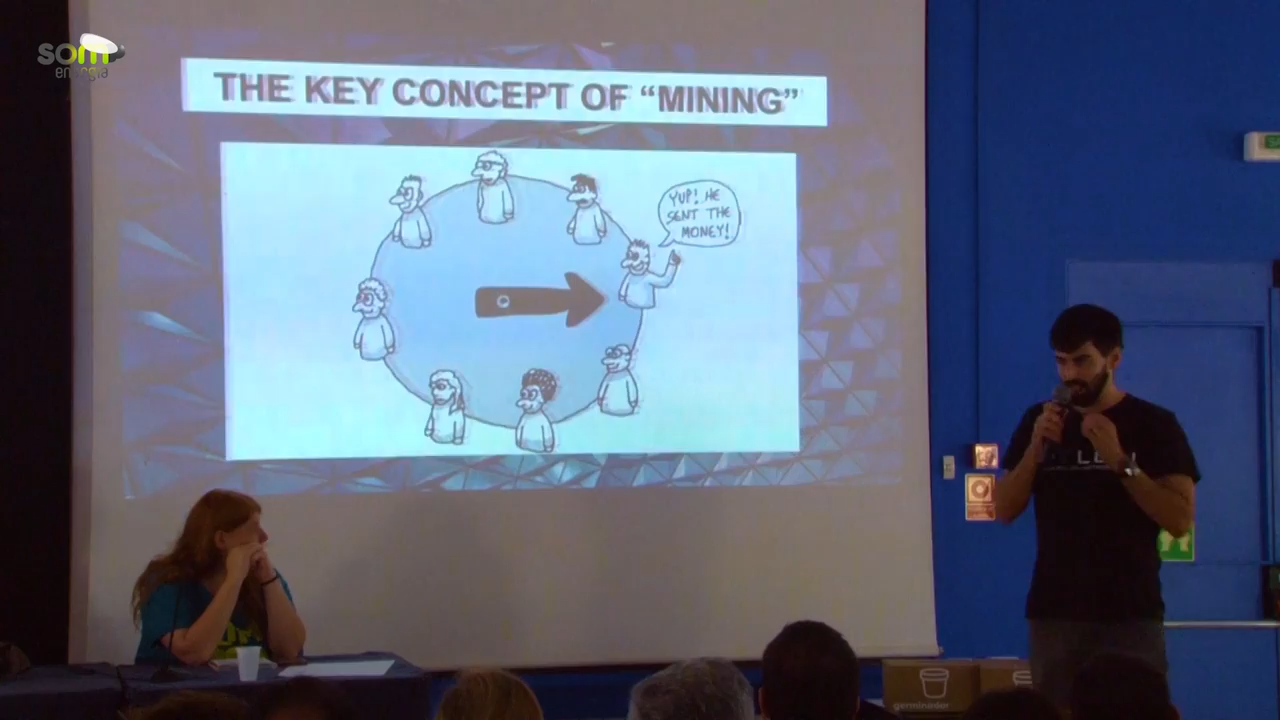 som
energia
THE KEY CONCEPT OF “MINING”
YUP! HE
SENT THE
MONEY!
germinador